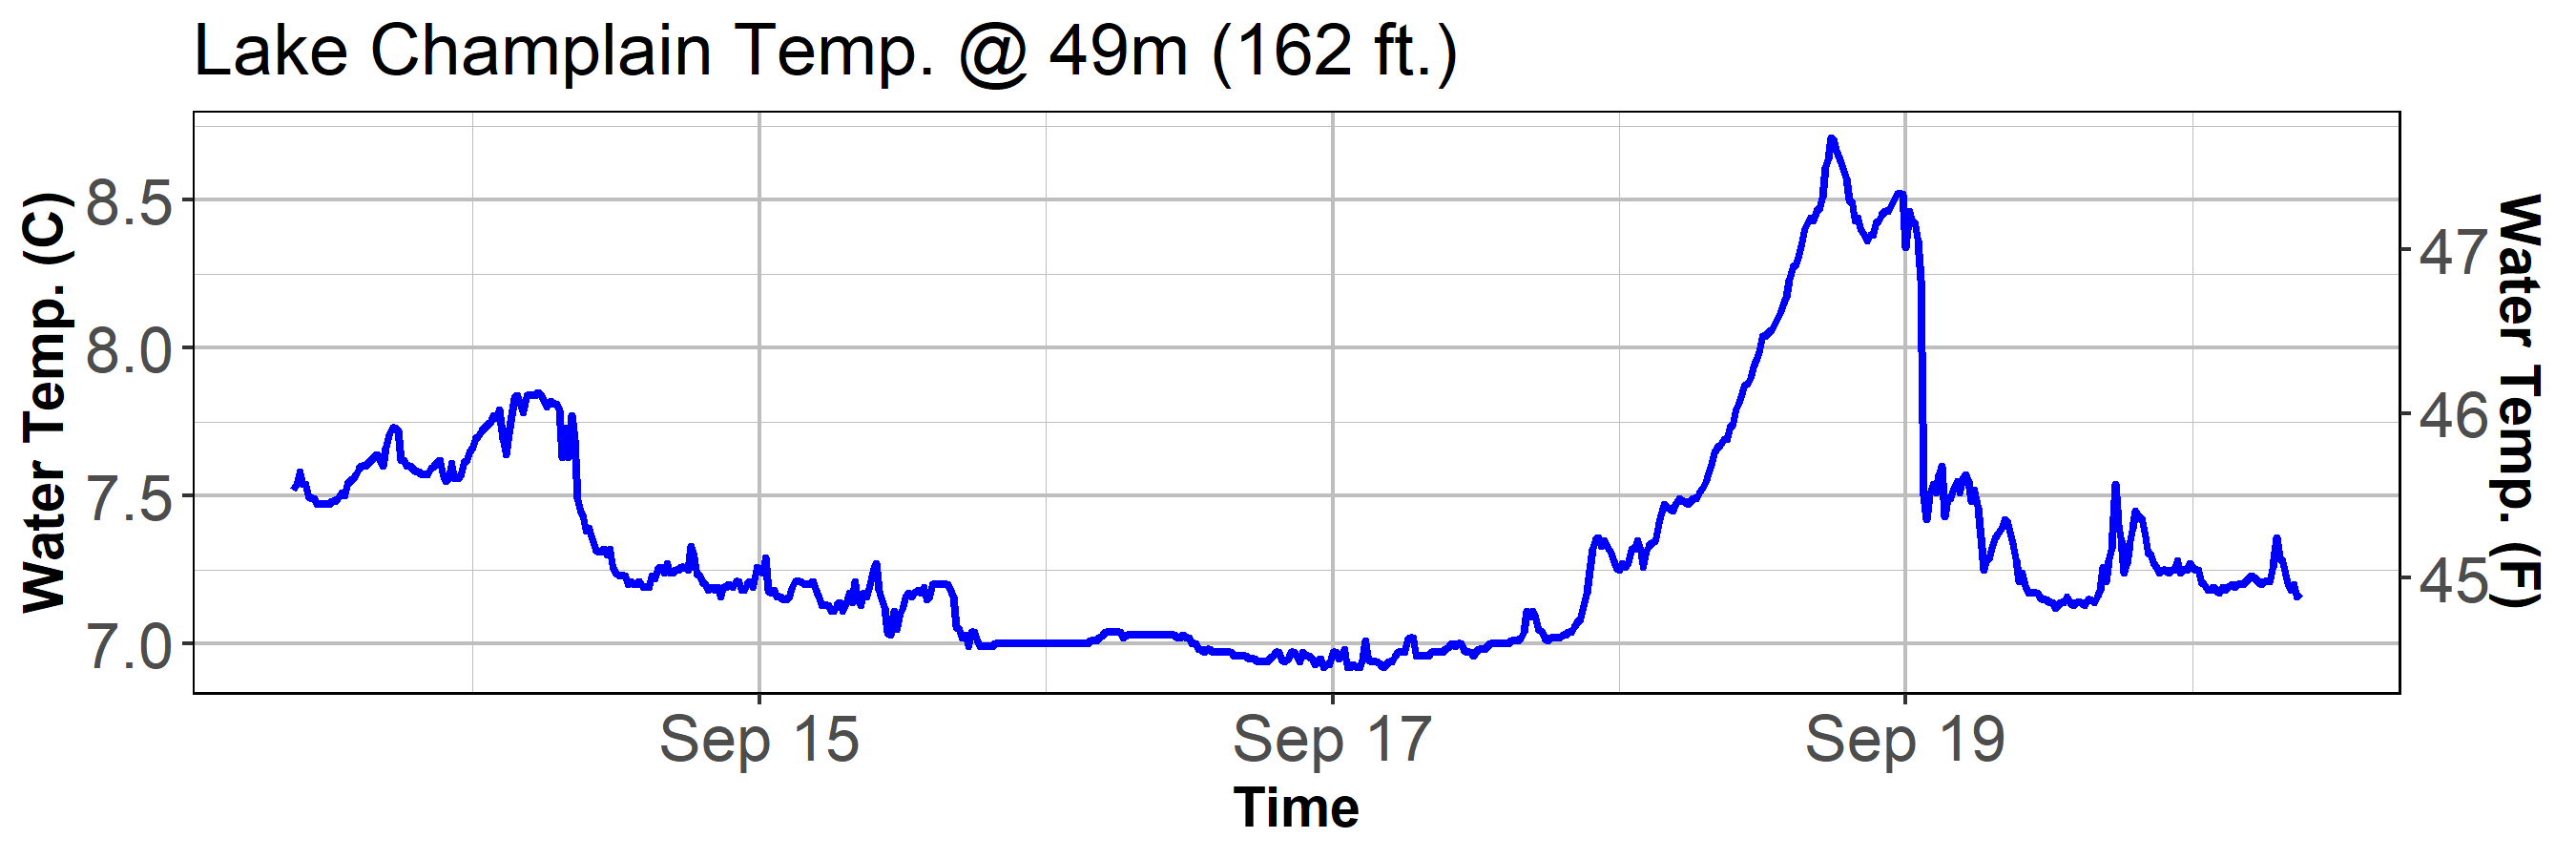 Lake Champlain Temp. @ 49m (162 ft.)
Water Temp. (C)
8.5
8.0
7.5
7.0
47
46
45
Water Temp. (F)
Sep 15 Sep 17 Sep 19
Time